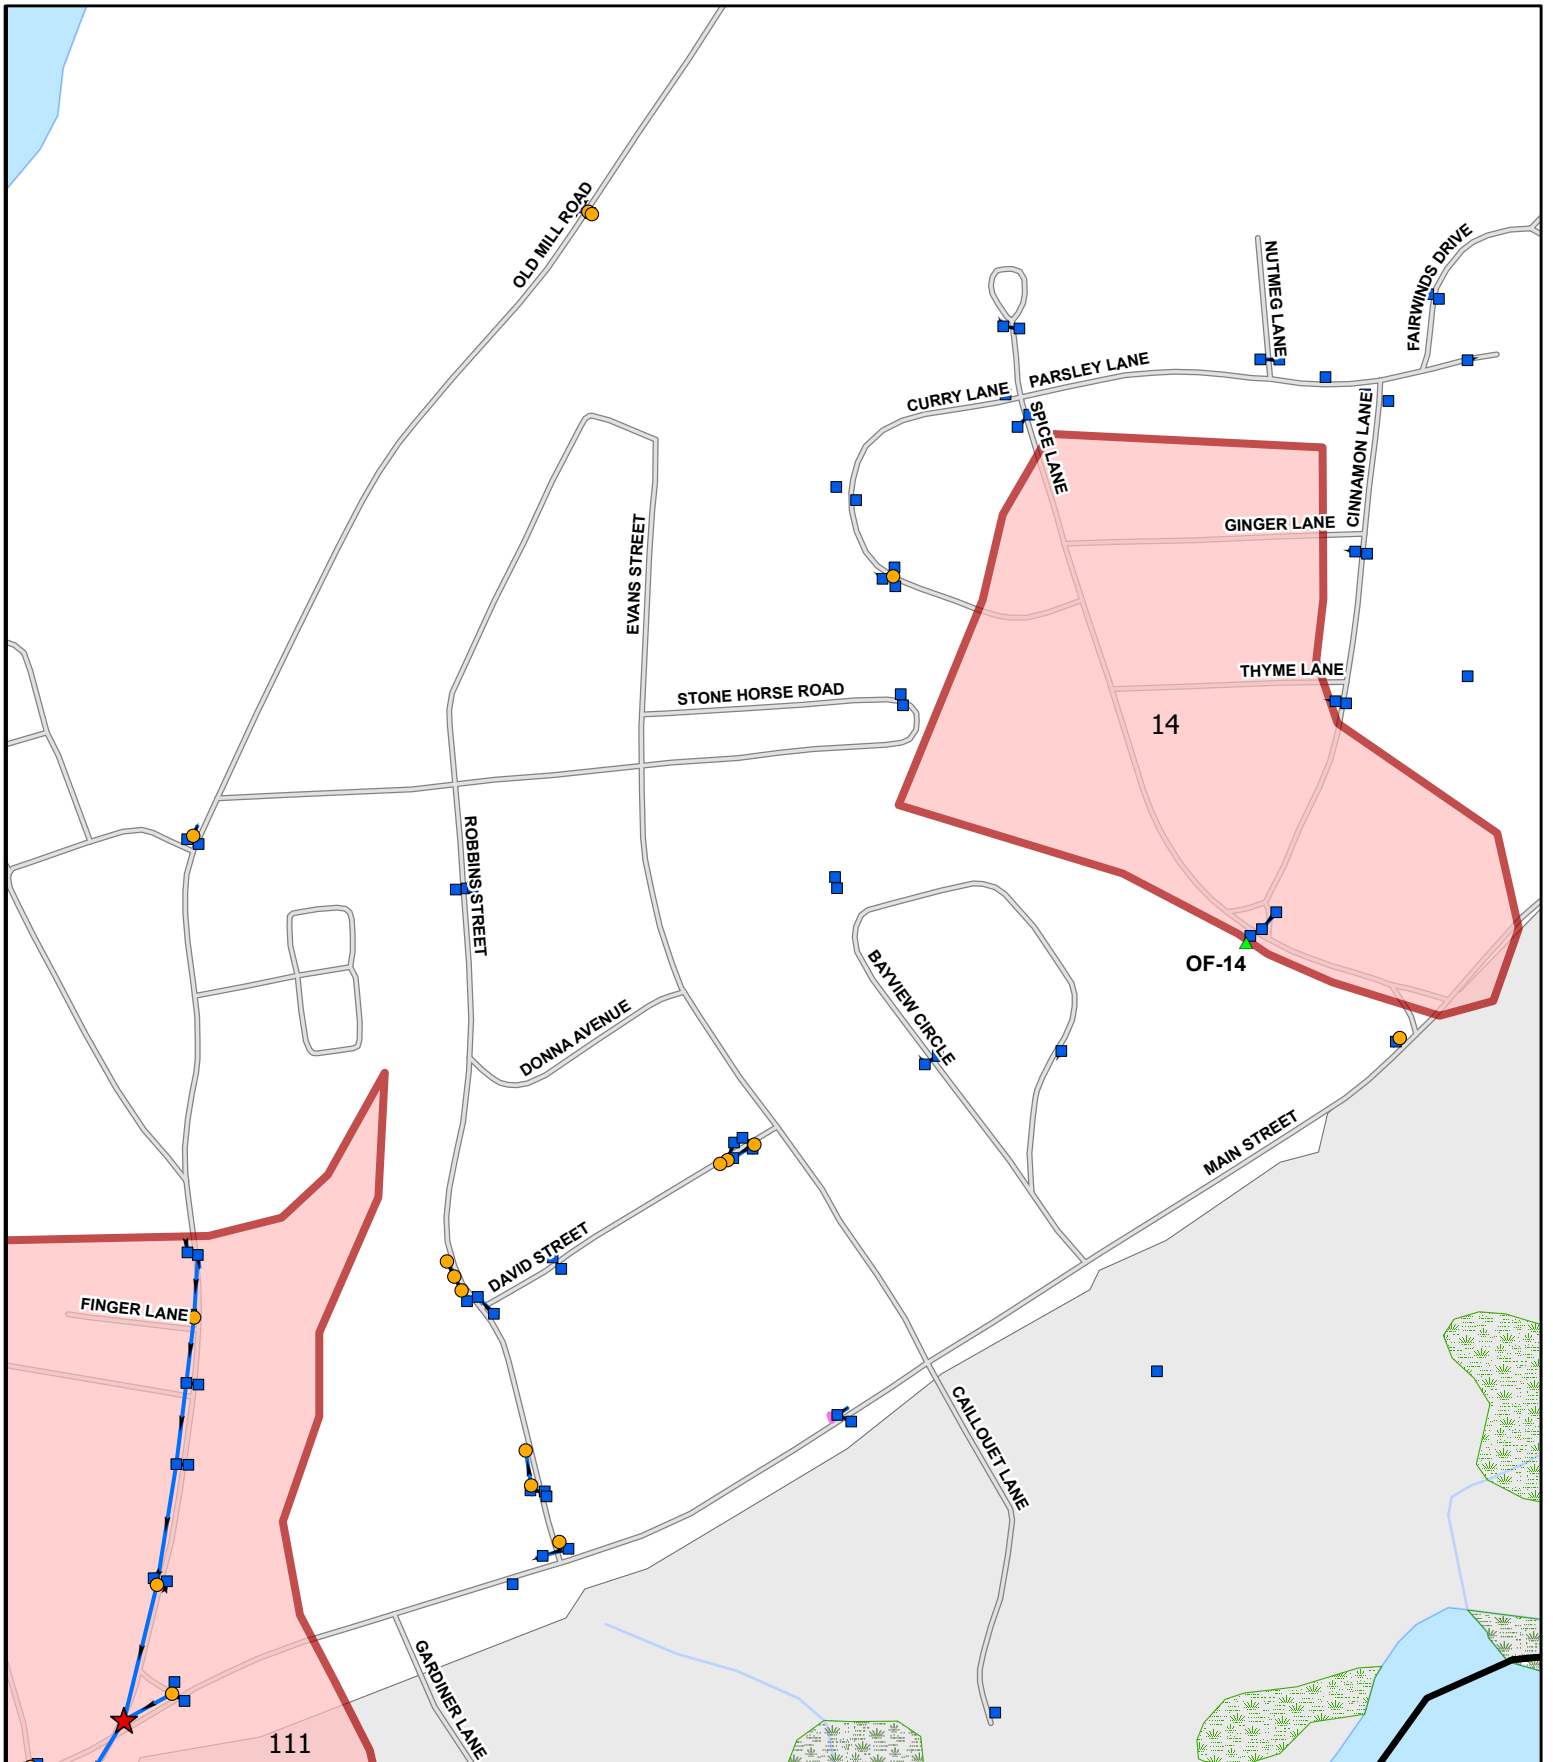 OLD MILL ROAD
NUTMEG LANE
FAIRWINDS DRIVE
PARSLEY LANE
CURRY LANE
SPICE LANE
CINNAMON LANE
GINGER LANE
EVANS STREET
THYME LANE
STONE HORSE ROAD
14
ROBBINS STREET
OF-14
BAYVIEW CIRCLE
DONNA AVENUE
MAIN STREET
DAVID STREET
FINGER LANE
CAILLOUET LANE
GARDINER LANE
111